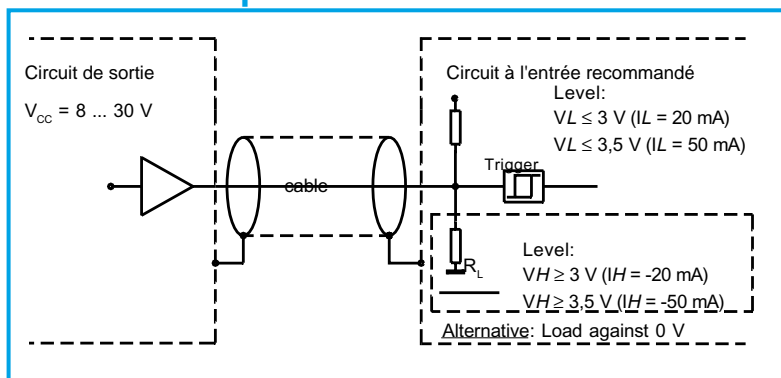 Circuit de sortie
V_CC = 8 ... 30 V
cable
Circuit à l'entrée recommandé
Level:
VL ≤ 3 V (IL = 20 mA)
VL ≤ 3,5 V (IL = 50 mA)
Trigger
R_L
Level:
VH ≥ 3 V (IH = -20 mA)
VH ≥ 3,5 V (IH = -50 mA)
Alternative: Load against 0 V